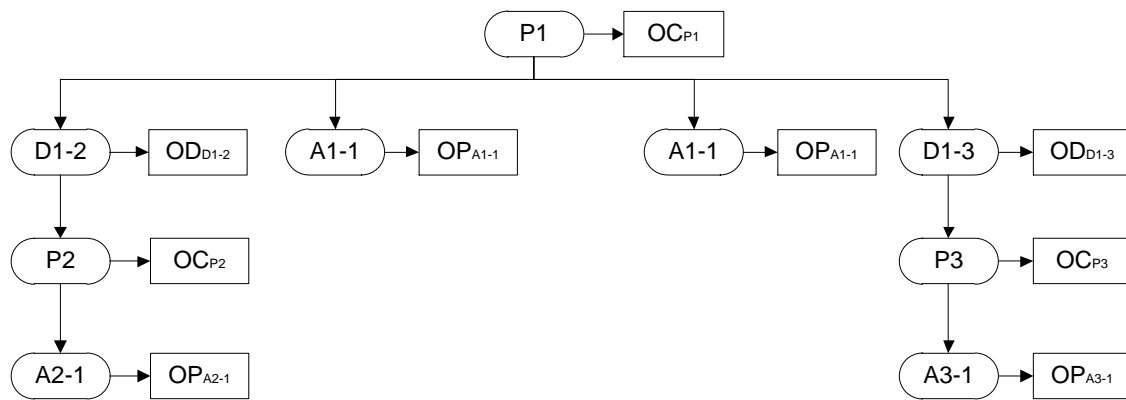 P1 OCP1
D1-2 ODD1-2 A1-1 OPA1-1 A1-1 OPA1-1 D1-3 ODD1-3
P2 OCP2 P3 OCP3
A2-1 OPA2-1 A3-1 OPA3-1